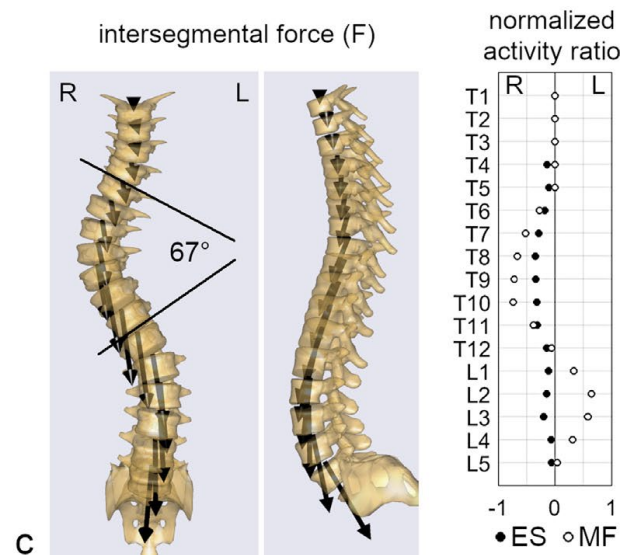 intersegmental force (F)
normalized
activity ratio
R L
67°
R L
T1
T2
T3
T4
T5
T6
T7
T8
T9
T10
T11
T12
L1
L2
L3
L4
L5
-1 0 1
ES MF
C